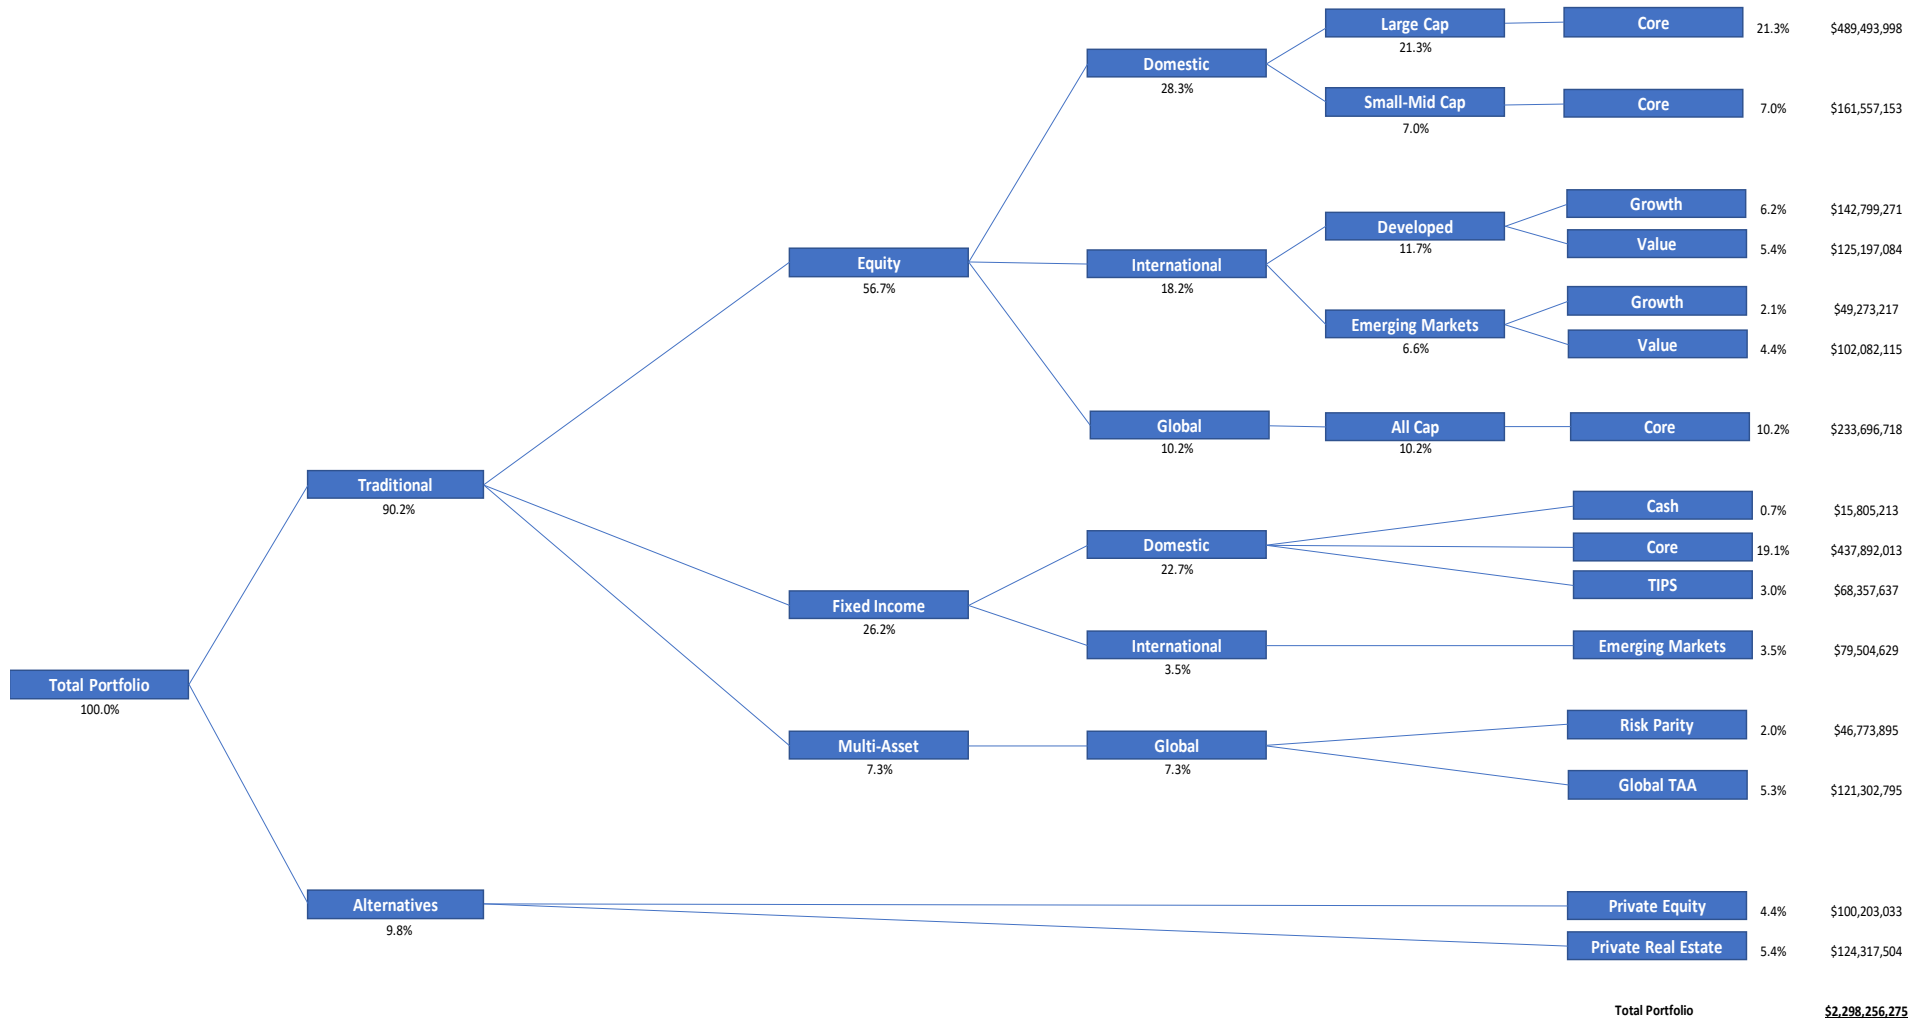 Large Cap
Core
21.3%
$489,493,998
21.3%
Domestic
28.3%
Small-Mid Cap
Core
7.0%
$161,557,153
7.0%
Growth
6.2%
$142,799,271
Developed
11.7%
Value
5.4%
$125,197,084
Equity
56.7%
International
18.2%
Growth
2.1%
$49,273,217
Emerging Markets
6.6%
Value
4.4%
$102,082,115
Global
10.2%
All Cap
10.2%
Core
10.2%
$233,696,718
Traditional
90.2%
Cash
0.7%
$15,805,213
Domestic
22.7%
Core
19.1%
$437,892,013
TIPS
3.0%
$68,357,637
Fixed Income
26.2%
International
3.5%
Emerging Markets
3.5%
$79,504,629
Total Portfolio
100.0%
Risk Parity
2.0%
$46,773,895
Multi-Asset
7.3%
Global
7.3%
Global TAA
5.3%
$121,302,795
Alternatives
9.8%
Private Equity
4.4%
$100,203,033
Private Real Estate
5.4%
$124,317,504
Total Portfolio
$2,298,256,275